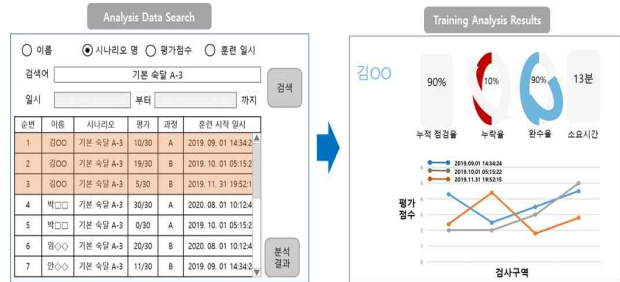 Analysis Data Search
이름 시나리오 명 평가점수 훈련 일시
검색어 기본 숙달 A-3 검색
일시 부터 까지
순번 이름 시나리오 평가 과정 훈련 시작 일시
1 김OO 기본 숙달 A-3 10/30 A 2019. 09. 01 14:34:2
2 김OO 기본 숙달 A-3 19/30 B 2019. 10. 01 05:15:2
3 김OO 기본 숙달 A-3 5/30 B 2019. 11. 31 19:52:1
4 박□□ 기본 숙달 A-3 30/30 A 2020. 08. 01 10:12:4
5 박□□ 기본 숙달 A-3 0/30 A 2019. 10. 01 05:15:2
6 임◇◇ 기본 숙달 A-3 20/30 B 2020. 08. 01 10:12:4
7 안◇◇ 기본 숙달 A-3 11/30 B 2019. 09. 01 14:34:2
분석
결과
Training Analysis Results
김OO
90% 10% 90% 13분
누적 점검율 누락율 완수율 소요시간
2019.09.01 14:34:24
2019.10.01 05:15:22
2019.11.31 19:52:15
평가
점수
6
5
4
3
2
1
0
검사구역